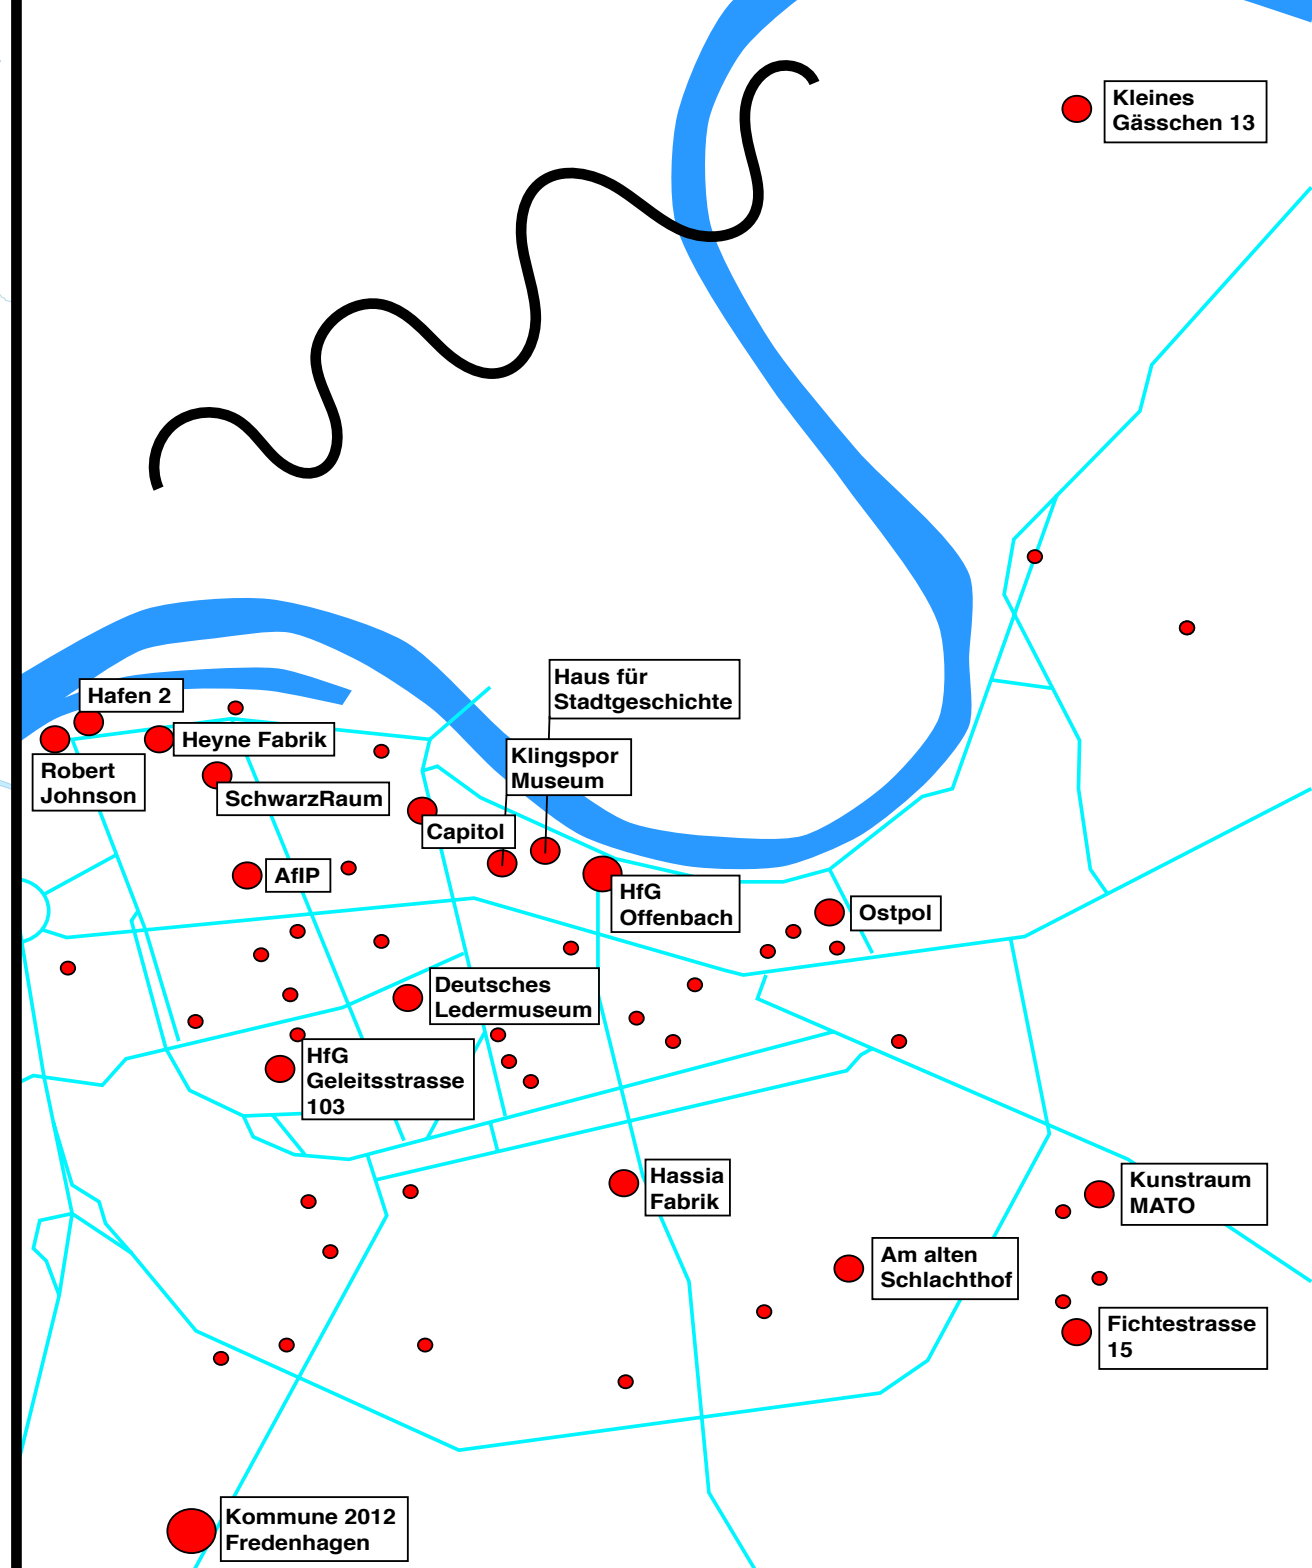 Kleines
Gässchen 13
Haus für
Stadtgeschichte
Hafen 2
Heyne Fabrik
Klingspor
Museum
Robert
Johnson
SchwarzRaum
Capitol
AfIP
HfG
Offenbach
Ostpol
Deutsches
Ledermuseum
HfG
Geleitsstrasse
103
Hassia
Fabrik
Kunstraum
MATO
Am alten
Schlachthof
Fichtestrasse
15
Kommune 2012
Fredenhagen